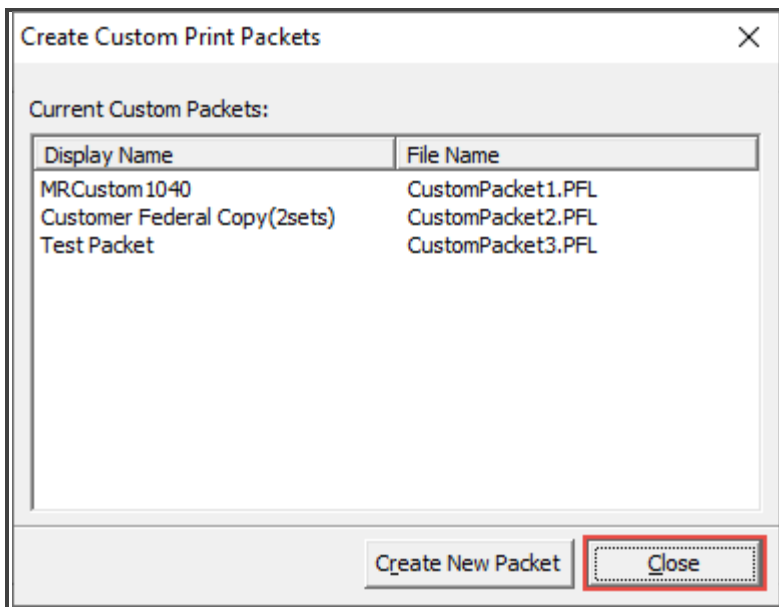 Create Custom Print Packets
Current Custom Packets:
Display Name File Name
MRCustom1040 CustomPacket1.PFL
Customer Federal Copy(2sets) CustomPacket2.PFL
Test Packet CustomPacket3.PFL
Create New Packet Close